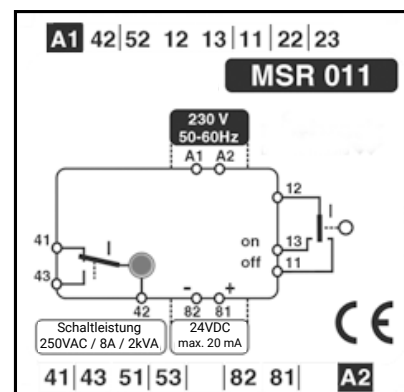 A1 42|52 12 13|11|22|23
MSR 011
230 V
50-60Hz
A1 A2
12
41
on 13
43
off 11
- +
42 82 81
Schaltleistung
250VAC / 8A / 2kVA
24VDC
max. 20 mA
CE
41|43 51|53| |82 81| A2